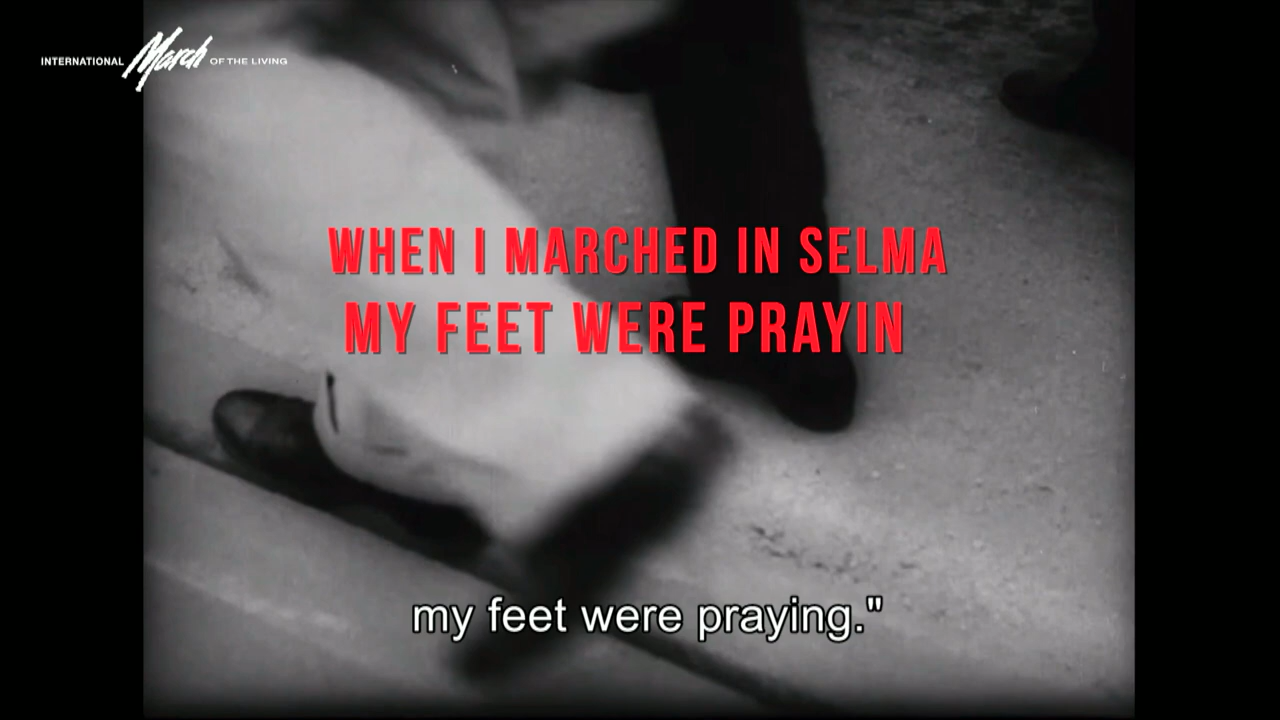 INTERNATIONAL March OF THE LIVING
WHEN I MARCHED IN SELMA
MY FEET WERE PRAYIN
my feet were praying."